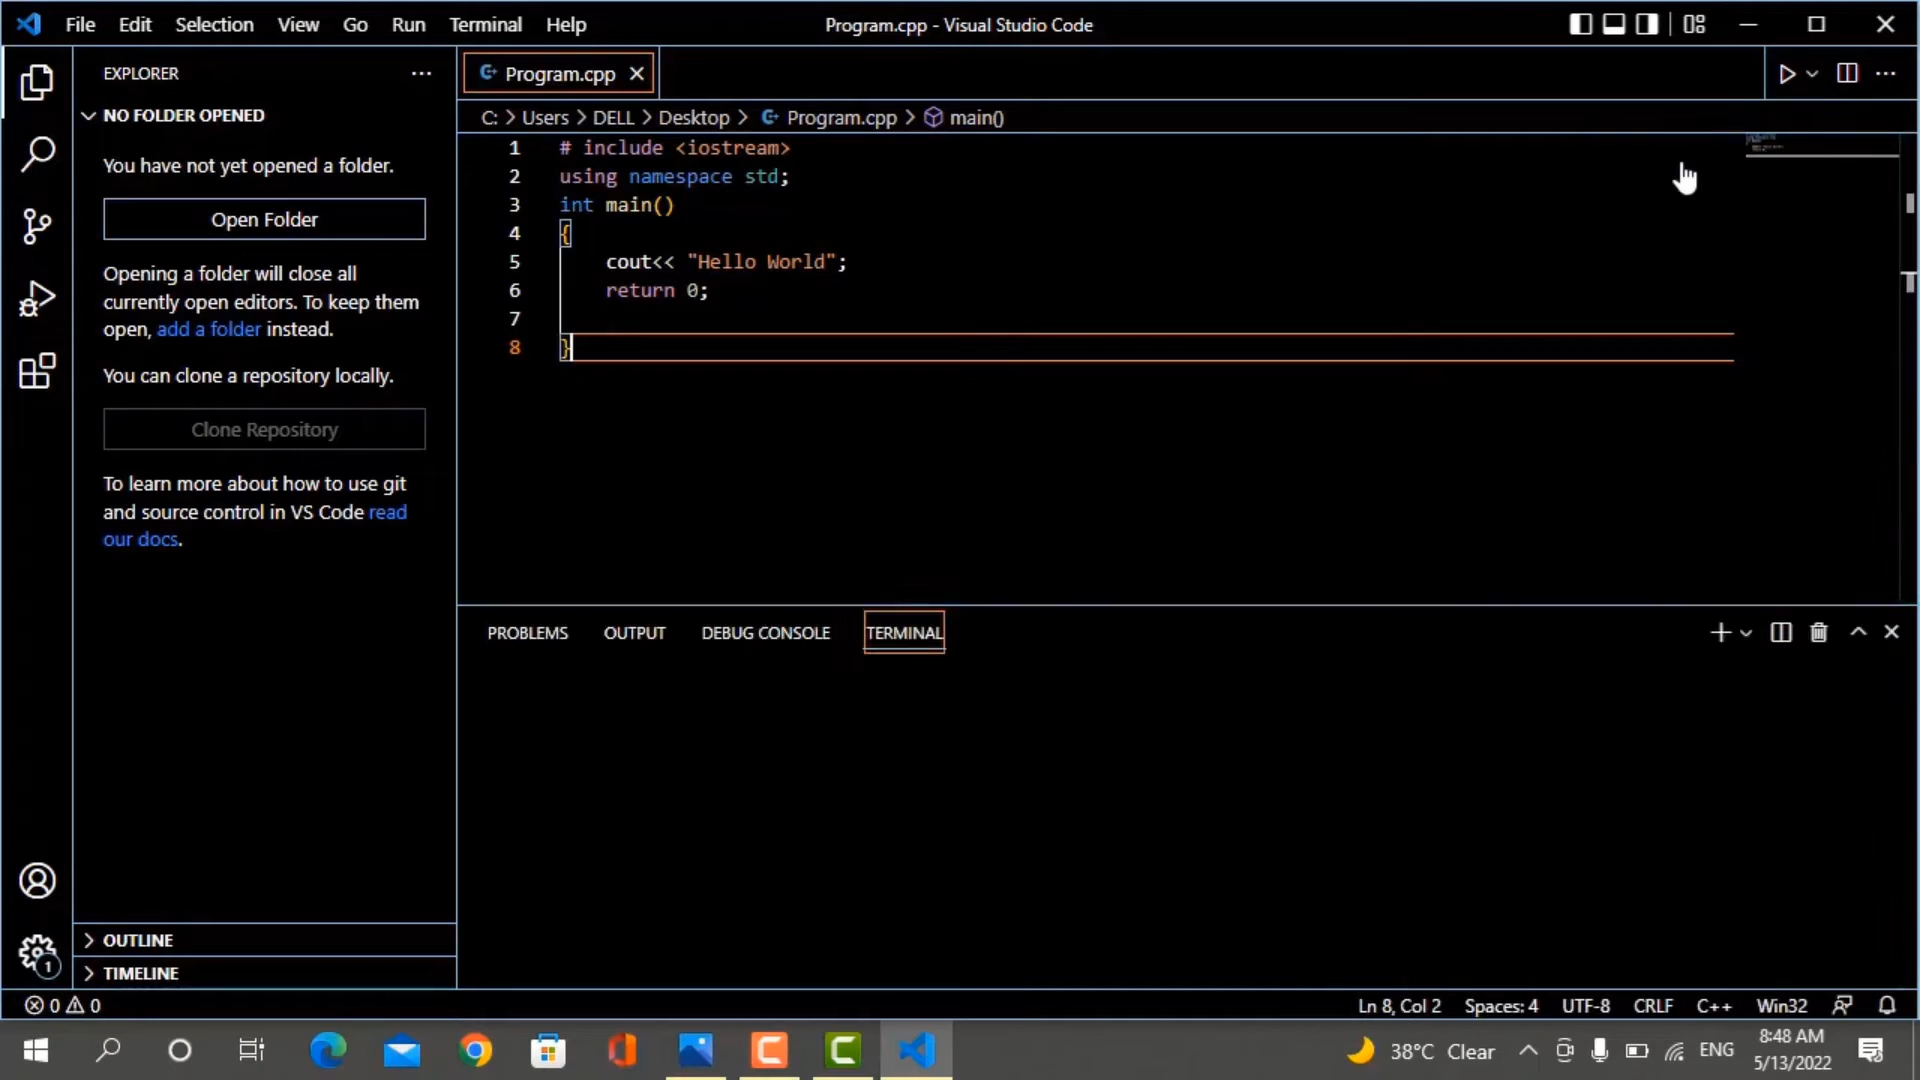 File Edit Selection View Go Run Terminal Help
Program.cpp - Visual Studio Code
EXPLORER
NO FOLDER OPENED
You have not yet opened a folder.
Open Folder
Opening a folder will close all
currently open editors. To keep them
open, add a folder instead.
You can clone a repository locally.
Clone Repository
To learn more about how to use git
and source control in VS Code read
our docs.
OUTLINE
TIMELINE
Program.cpp
C: > Users > DELL > Desktop > Program.cpp > main()
1 # include <iostream>
2 using namespace std;
3 int main()
4 {
5 cout<< "Hello World";
6 return 0;
7
8 }
PROBLEMS OUTPUT DEBUG CONSOLE TERMINAL
0 0
Ln 8, Col 2 Spaces: 4 UTF-8 CRLF C++ Win32
1
38°C Clear
ENG
8:48 AM
5/13/2022